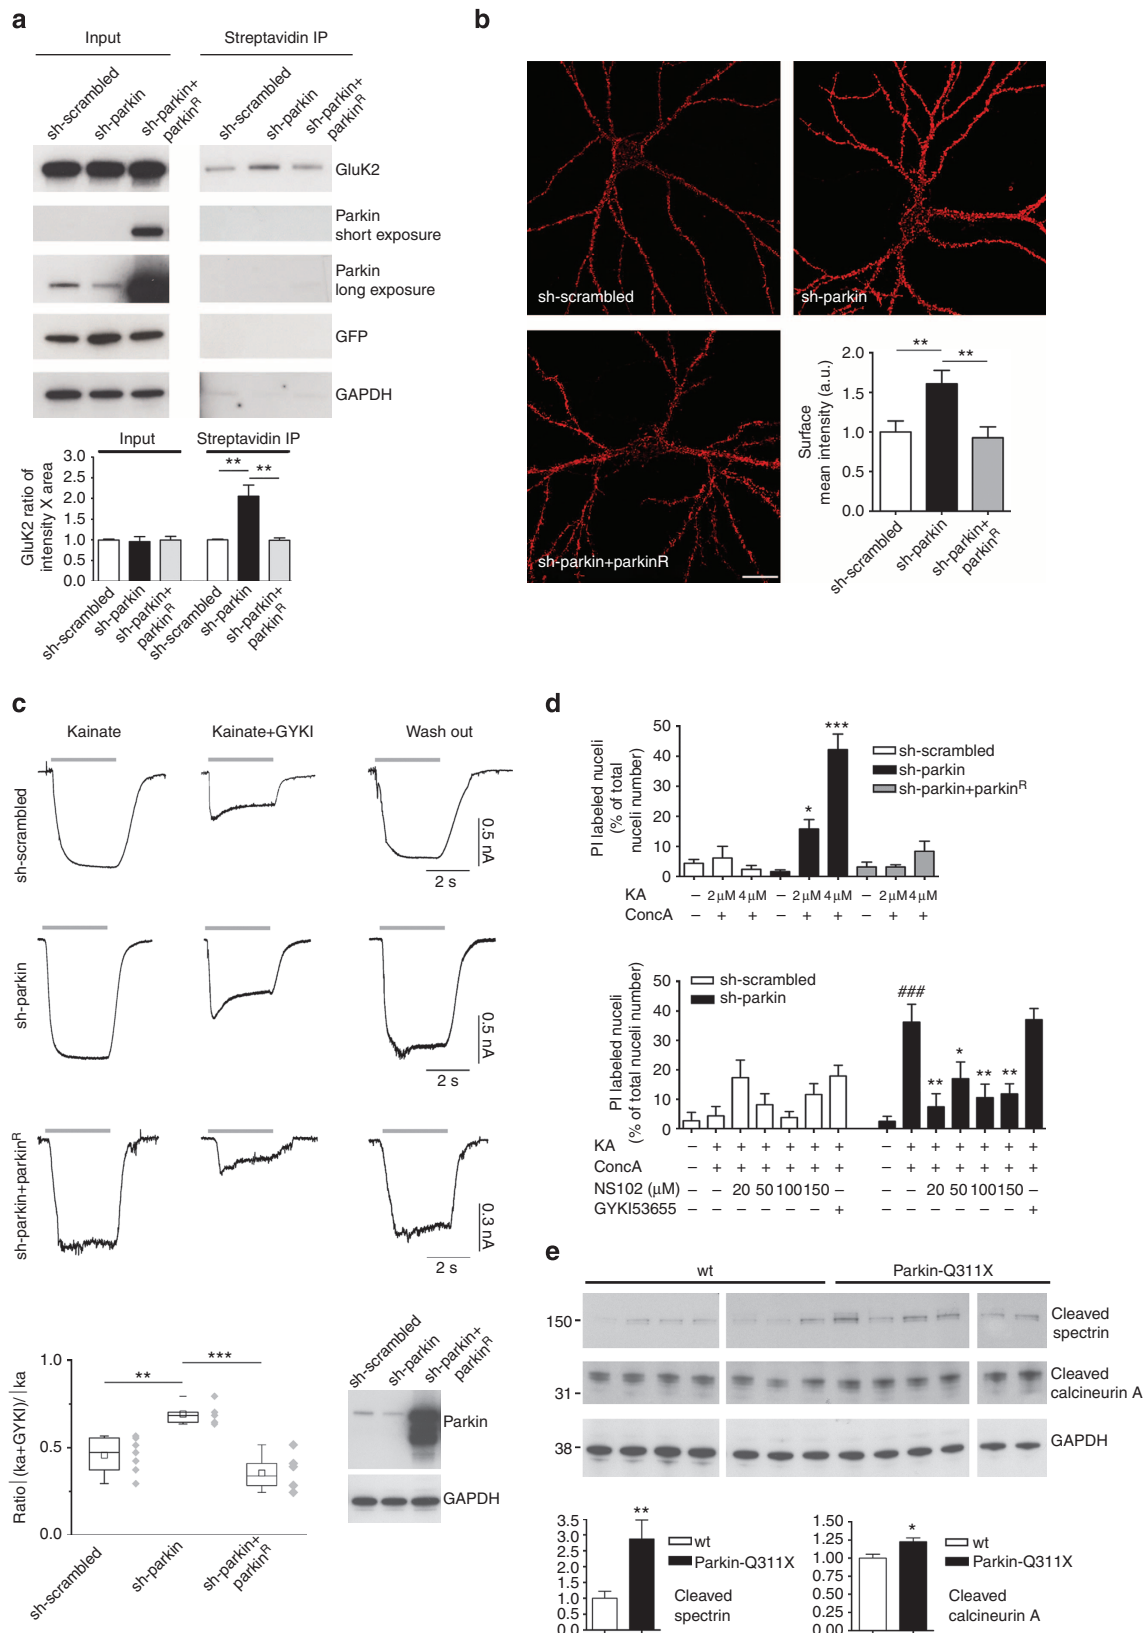 a
Input
Streptavidin IP
sh-scrambled
sh-parkin
sh-parkin+
parkinR
sh-scrambled
sh-parkin
sh-parkin+
parkinR
GluK2
Parkin
short exposure
Parkin
long exposure
GFP
GAPDH
Input
Streptavidin IP
GluK2 ratio of
intensity X area
3.0
2.5
2.0
1.5
1.0
0.5
0.0
**
**
sh-scrambled
sh-parkin
sh-parkin+
parkinR
sh-scrambled
sh-parkin
sh-parkin+
parkinR
b
sh-scrambled
sh-parkin
sh-parkin+parkinR
Surface
mean intensity (a.u.)
2.0
1.5
1.0
0.5
0.0
**
**
sh-scrambled
sh-parkin
sh-parkin+
parkinR
c
Kainate
Kainate+GYKI
Wash out
sh-scrambled
0.5 nA
2 s
sh-parkin
0.5 nA
2 s
sh-parkin+parkinR
0.3 nA
2 s
Ratio I (ka+GYKI)/ I ka
1.0
0.5
0.0
**
***
sh-scrambled
sh-parkin
sh-parkin+
parkinR
sh-scrambled
sh-parkin
sh-parkin+
parkinR
Parkin
GAPDH
d
PI labeled nuceli
(% of total
nuceli number)
50
40
30
20
10
0
*
***
sh-scrambled
sh-parkin
sh-parkin+parkinR
KA – 2 µM 4 µM – 2 µM 4 µM – 2 µM 4 µM
ConcA – + + – + + – + +
PI labeled nuceli
(% of total nuceli number)
50
40
30
20
10
0
sh-scrambled
sh-parkin
###
**
*
**
**
KA – + + + + + + – + + + + + +
ConcA – + + + + + + – + + + + + +
NS102 (µM) – – 20 50 100 150 – – – 20 50 100 150 –
GYKI53655 – – – – – – + – – – – – – +
e
wt
Parkin-Q311X
150
Cleaved
spectrin
31
Cleaved
calcineurin A
38
GAPDH
3.5
3.0
2.5
2.0
1.5
1.0
0.5
0.0
**
wt
Parkin-Q311X
Cleaved
spectrin
1.50
1.25
1.00
0.75
0.50
0.25
0.00
*
wt
Parkin-Q311X
Cleaved
calcineurin A